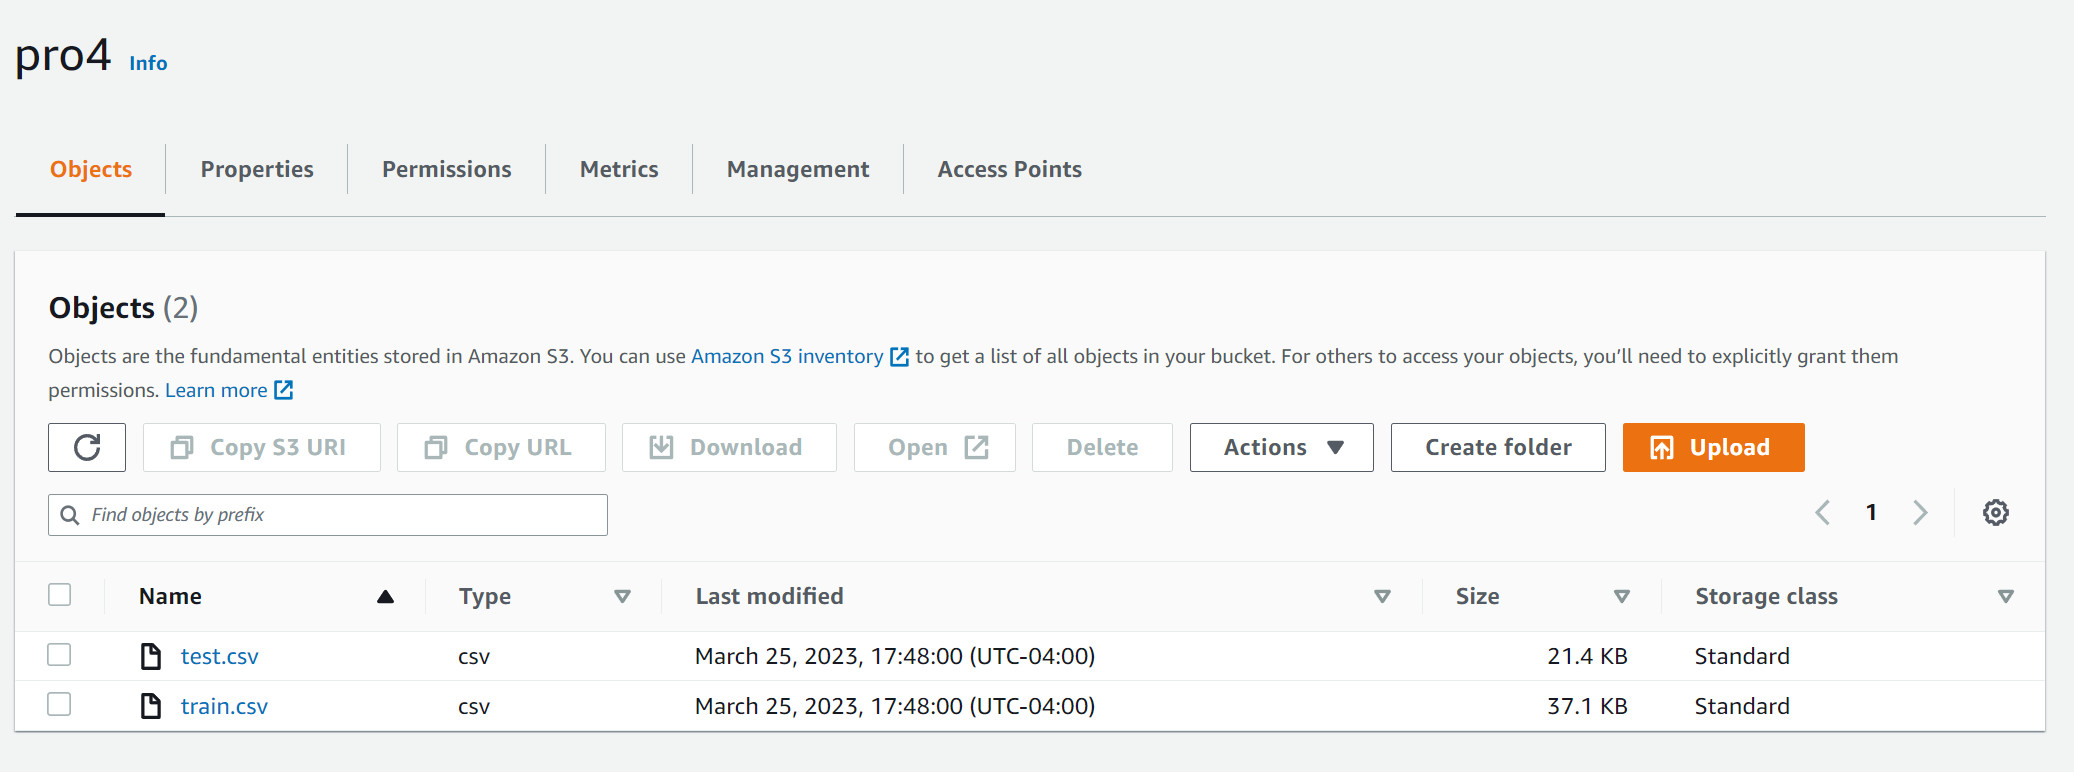 pro4 Info
Objects Properties Permissions Metrics Management Access Points
Objects (2)
Objects are the fundamental entities stored in Amazon S3. You can use Amazon S3 inventory to get a list of all objects in your bucket. For others to access your objects, you’ll need to explicitly grant them
permissions. Learn more
Copy S3 URI Copy URL Download Open Delete Actions Create folder Upload
Find objects by prefix 1
Name Type Last modified Size Storage class
test.csv csv March 25, 2023, 17:48:00 (UTC-04:00) 21.4 KB Standard
train.csv csv March 25, 2023, 17:48:00 (UTC-04:00) 37.1 KB Standard